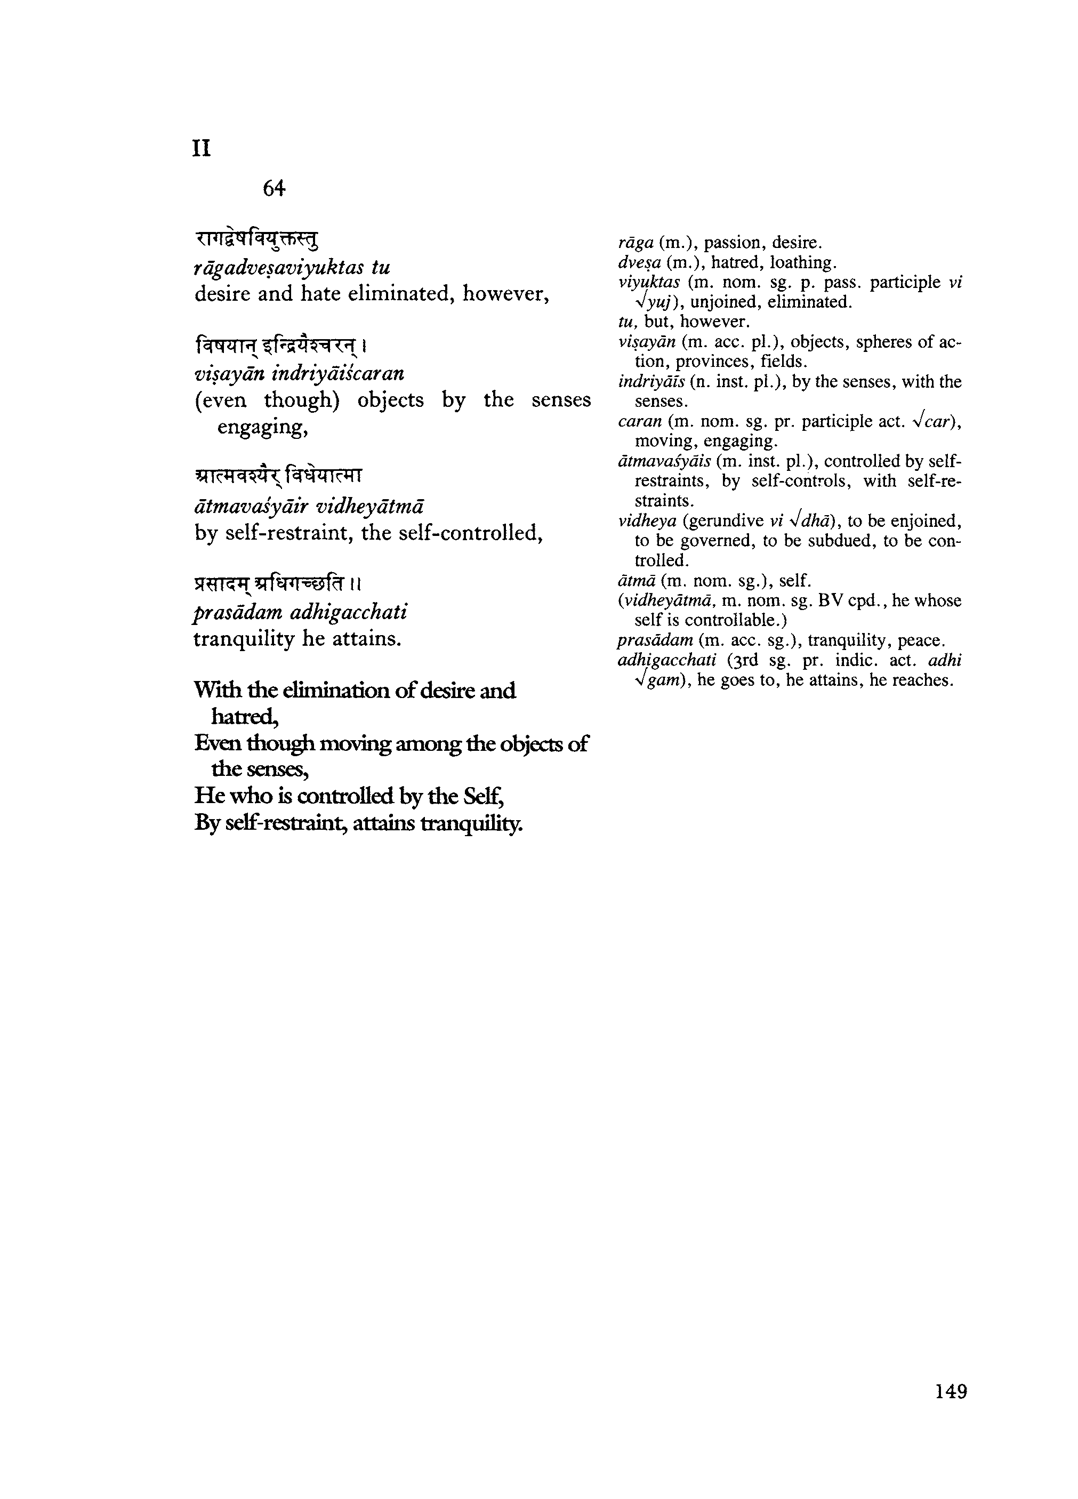 II
64
रागद्वेषवियुक्तस्तु
rāgadveṣaviyuktas tu
desire and hate eliminated, however,
विषयान् इन्द्रियैश्चरन् ।
viṣayān indriyāiścaran
(even though) objects by the senses
engaging,
आत्मवश्यैर् विधेयात्मा
ātmavaśyāir vidheyātmā
by self-restraint, the self-controlled,
प्रसादम् अधिगच्छति ॥
prasādam adhigacchati
tranquility he attains.
With the elimination of desire and
hatred,
Even though moving among the objects of
the senses,
He who is controlled by the Self,
By self-restraint, attains tranquility.
rāga (m.), passion, desire.
dveṣa (m.), hatred, loathing.
viyuktas (m. nom. sg. p. pass. participle vi
√yuj), unjoined, eliminated.
tu, but, however.
viṣayān (m. acc. pl.), objects, spheres of ac-
tion, provinces, fields.
indriyāis (n. inst. pl.), by the senses, with the
senses.
caran (m. nom. sg. pr. participle act. √car),
moving, engaging.
ātmavaśyāis (m. inst. pl.), controlled by self-
restraints, by self-controls, with self-re-
straints.
vidheya (gerundive vi √dhā), to be enjoined,
to be governed, to be subdued, to be con-
trolled.
ātmā (m. nom. sg.), self.
(vidheyātmā, m. nom. sg. BV cpd., he whose
self is controllable.)
prasādam (m. acc. sg.), tranquility, peace.
adhigacchati (3rd sg. pr. indic. act. adhi
√gam), he goes to, he attains, he reaches.
149